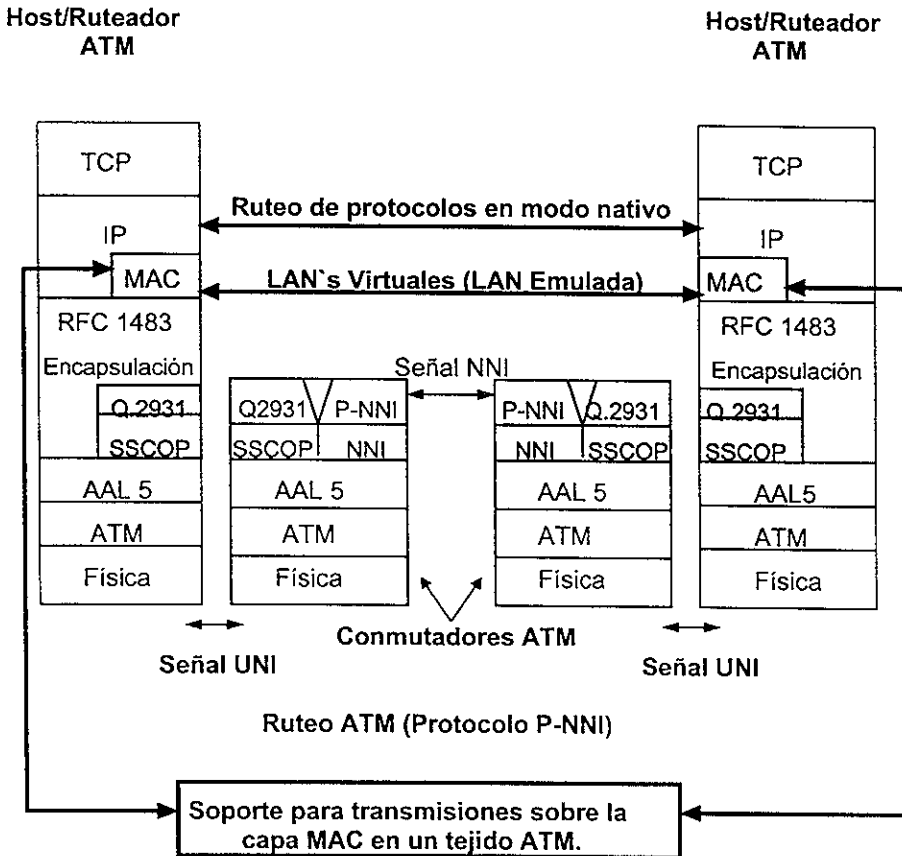 Host/Ruteador
ATM
Host/Ruteador
ATM
TCP
TCP
Ruteo de protocolos en modo nativo
IP
IP
MAC
LAN`s Virtuales (LAN Emulada)
MAC
RFC 1483
RFC 1483
Encapsulación
Señal NNI
Encapsulación
Q.2931
Q2931
P-NNI
P-NNI
Q.2931
Q.2931
SSCOP
SSCOP
NNI
NNI
SSCOP
SSCOP
AAL 5
AAL 5
AAL 5
AAL5
ATM
ATM
ATM
ATM
Física
Física
Física
Física
Conmutadores ATM
Señal UNI
Señal UNI
Ruteo ATM (Protocolo P-NNI)
Soporte para transmisiones sobre la
capa MAC en un tejido ATM.